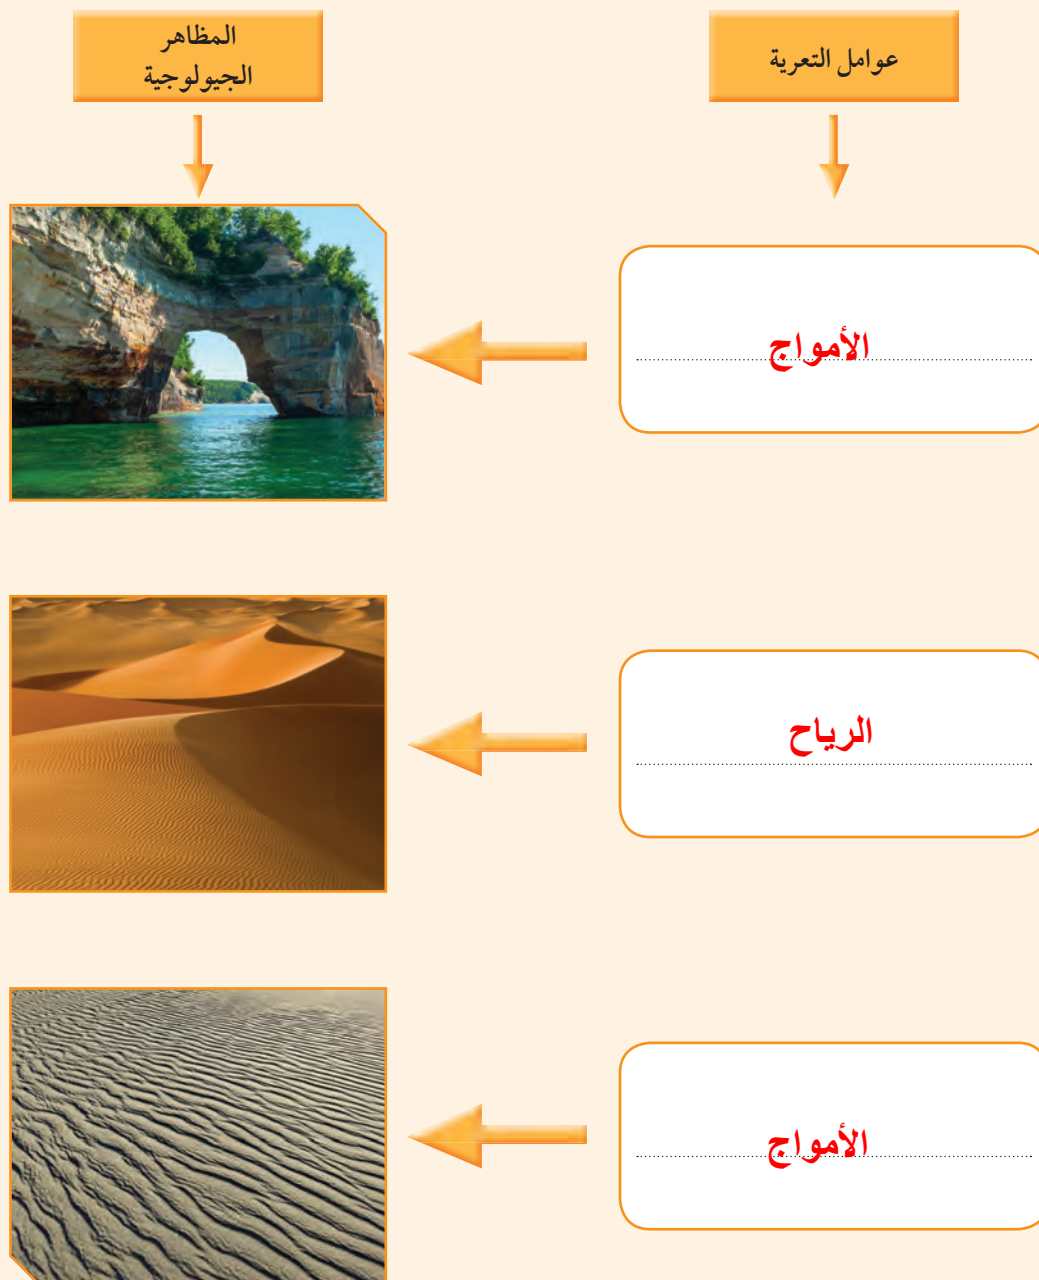 عوامل التعرية
المظاهر
الجيولوجية
الأمواج
الرياح
الأمواج